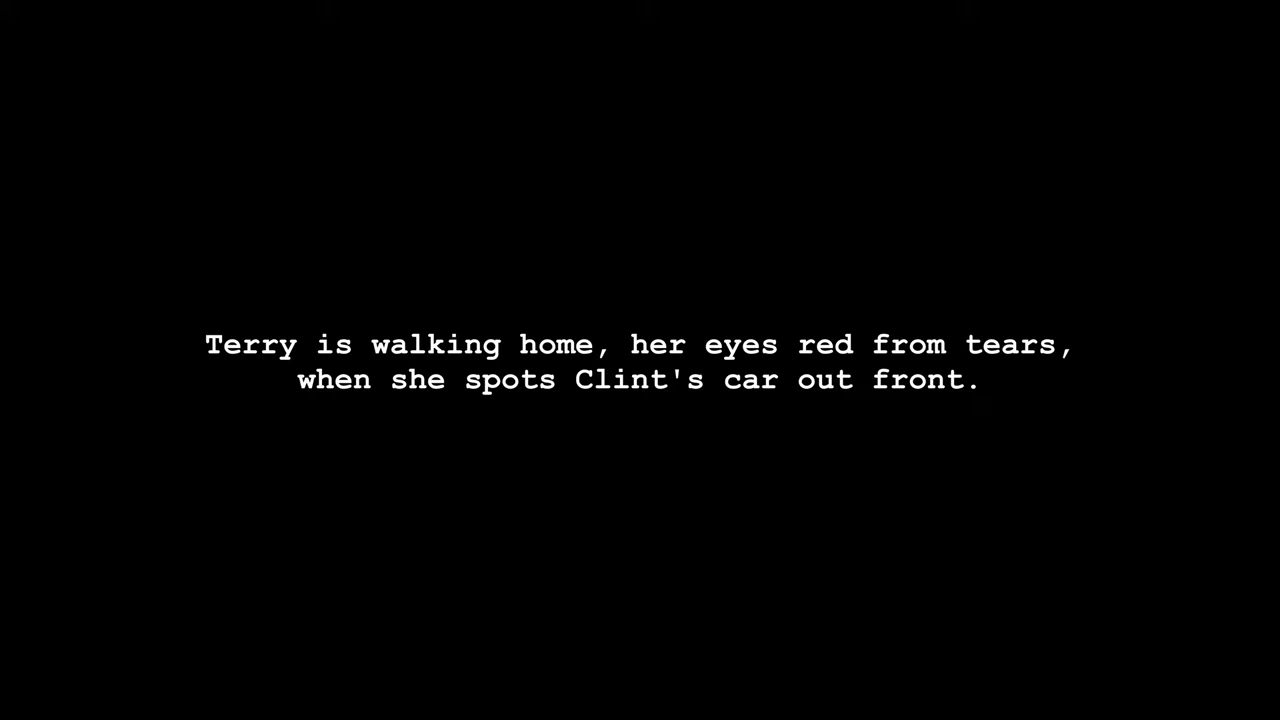 Terry is walking home, her eyes red from tears,
when she spots Clint's car out front.